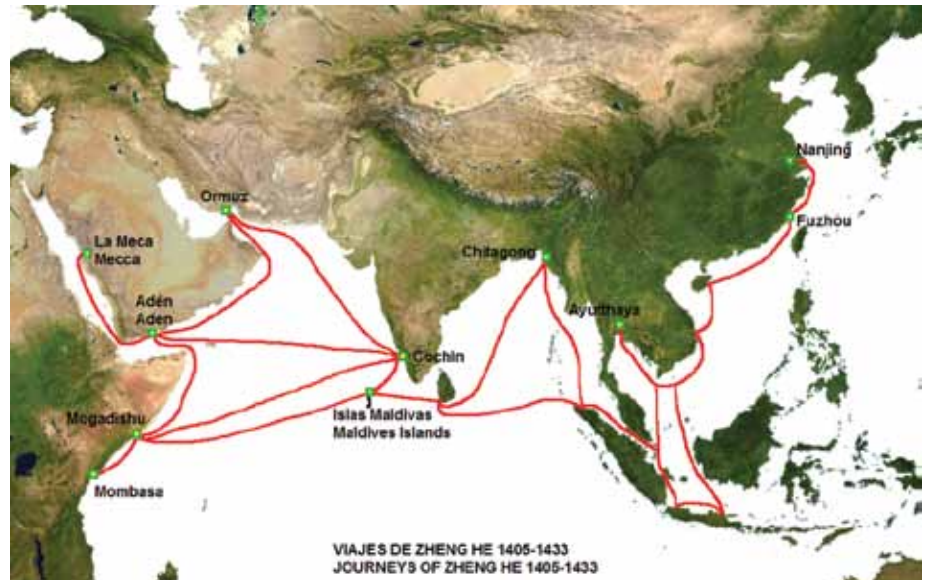 Nanjing
Ormuz
Fuzhou
La Meca
Mecca
Chitagong
Adén
Aden
Ayutthaya
Cochin
Mogadishu
Islas Maldivas
Maldives Islands
Mombasa
VIAJES DE ZHENG HE 1405-1433
JOURNEYS OF ZHENG HE 1405-1433